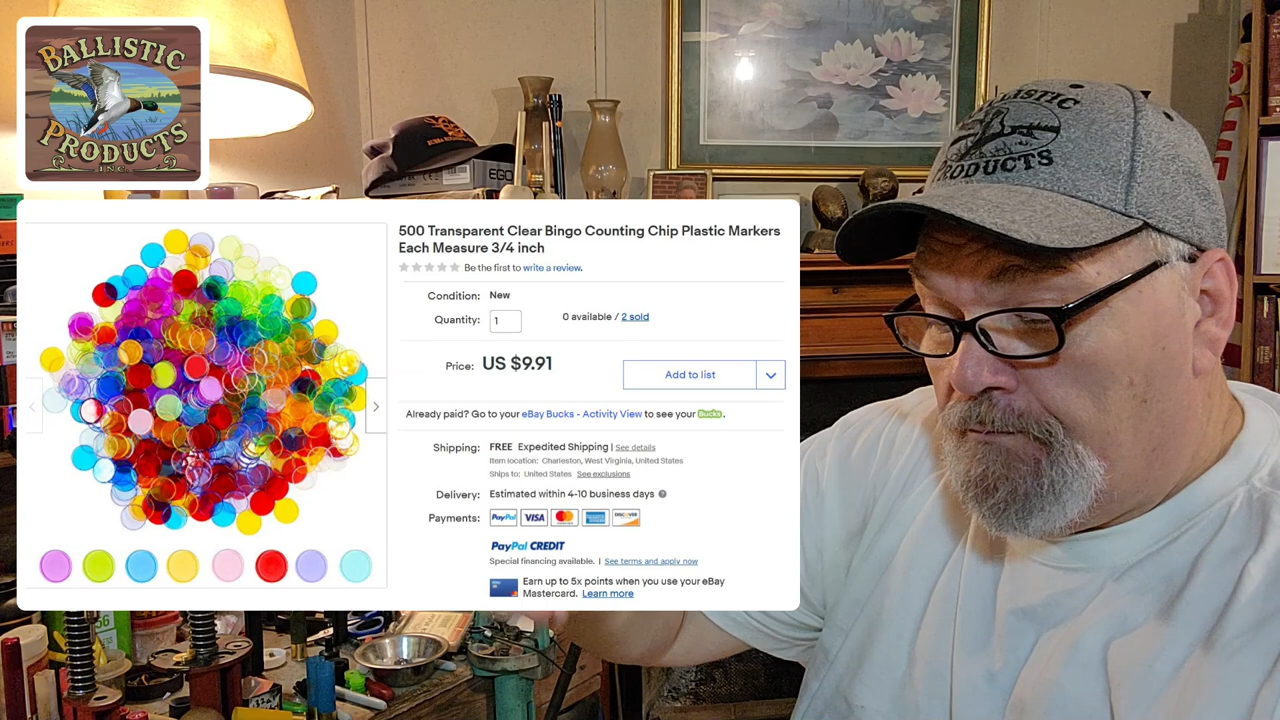 BALLISTIC
PRODUCTS
INC.
EGO
BALLISTIC
PRODUCTS
500 Transparent Clear Bingo Counting Chip Plastic Markers
Each Measure 3/4 inch
Be the first to write a review.
Condition: New
Quantity: 1 0 available / 2 sold
Price: US $9.91
Add to list
Already paid? Go to your eBay Bucks - Activity View to see your Bucks.
Shipping: FREE Expedited Shipping | See details
Item location: Charleston, West Virginia, United States
Ships to: United States See exclusions
Delivery: Estimated within 4-10 business days
Payments: PayPal VISA DISCOVER
PayPal CREDIT
Special financing available. | See terms and apply now
Earn up to 5x points when you use your eBay
Mastercard. Learn more